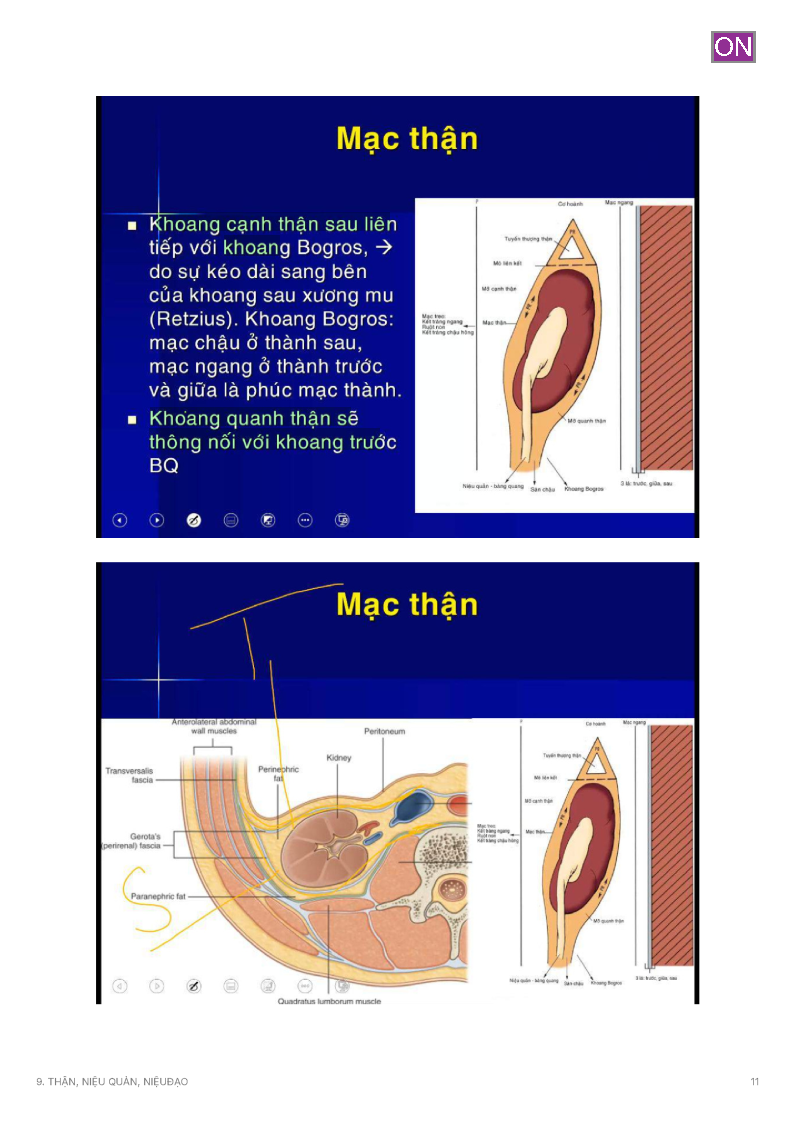 ON
Mạc thận
Khoang cạnh thận sau liên
tiếp với khoang Bogros, →
do sự kéo dài sang bên
của khoang sau xương mu
(Retzius). Khoang Bogros:
mạc chậu ở thành sau,
mạc ngang ở thành trước
và giữa là phúc mạc thành.
Khoang quanh thận sẽ
thông nối với khoang trước
BQ
7
Cơ hoành
Mạc ngang
PR
Tuyến thượng thận
Mô liên kết
Mỡ cạnh thận
Mạc treo:
Kết tràng ngang
Ruột non
Kết tràng chậu hông
Mạc thận
PR
PR
Mỡ quanh thận
Niệu quản - bàng quang
Sàn chậu
Khoang Bogros
3 lá: trước, giữa, sau
Mạc thận
Anterolateral abdominal
wall muscles
Peritoneum
Kidney
Transversalis
fascia
Perinephric
fat
Gerota's
(perirenal) fascia
Paranephric fat
Quadratus lumborum muscle
7
Cơ hoành
Mạc ngang
PR
Tuyến thượng thận
Mô liên kết
Mỡ cạnh thận
Mạc treo:
Kết tràng ngang
Ruột non
Kết tràng chậu hông
Mạc thận
PR
PR
Mỡ quanh thận
Niệu quản - bàng quang
Sàn chậu
Khoang Bogros
3 lá: trước, giữa, sau
9. THẬN, NIỆU QUẢN, NIỆUĐẠO
11